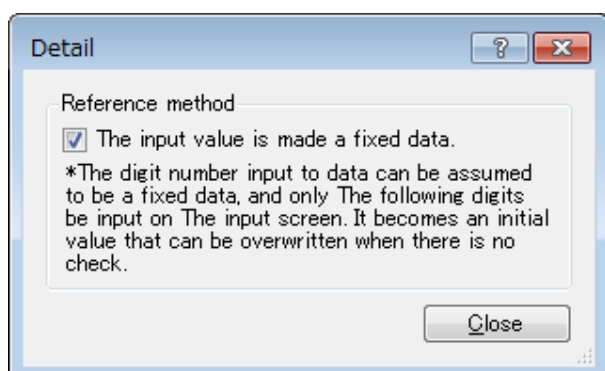 Detail
Reference method
The input value is made a fixed data.
*The digit number input to data can be assumed
to be a fixed data, and only The following digits
be input on The input screen. It becomes an initial
value that can be overwritten when there is no
check.
Close